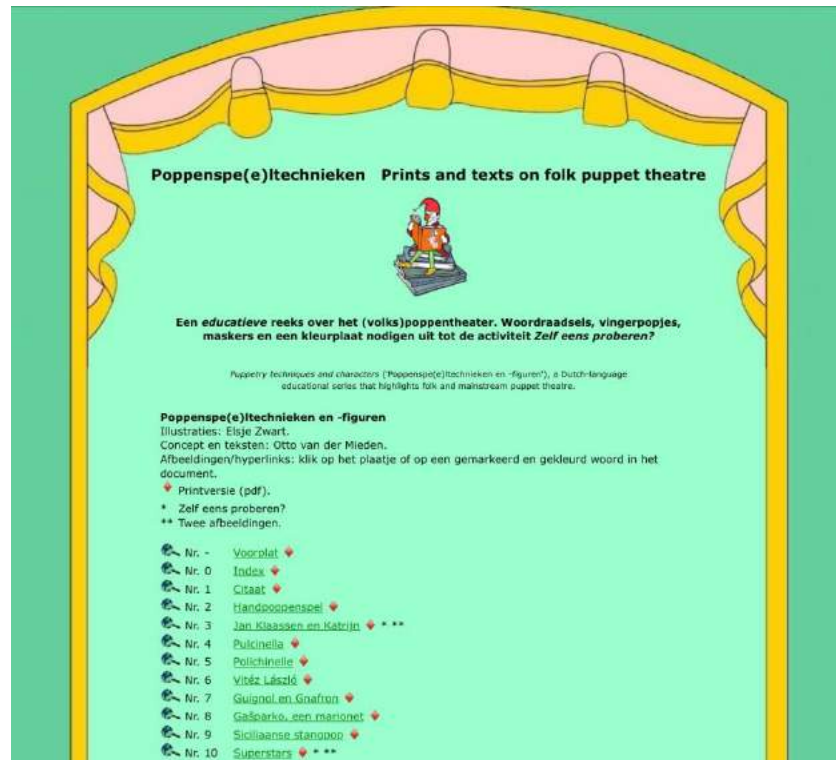 Poppenspe(e)ltechnieken Prints and texts on folk puppet theatre
Een educatieve reeks over het (volks)poppentheater. Woordraadsels, vingerpopjes,
maskers en een kleurplaat nodigen uit tot de activiteit Zelf eens proberen?
Puppetry techniques and characters ('Poppenspe(e)ltechnieken en -figuren'), a Dutch-language
educational series that highlights folk and mainstream puppet theatre.
Poppenspe(e)ltechnieken en -figuren
Illustraties: Elsje Zwart.
Concept en teksten: Otto van der Mieden.
Afbeeldingen/hyperlinks: klik op het plaatje of op een gemarkeerd en gekleurd woord in het
document.
Printversie (pdf).
* Zelf eens proberen?
** Twee afbeeldingen.
Nr. - Voorplat
Nr. 0 Index
Nr. 1 Citaat
Nr. 2 Handpoppenspel
Nr. 3 Jan Klaassen en Katrijn * **
Nr. 4 Pulcinella
Nr. 5 Polichinelle
Nr. 6 Vitéz László
Nr. 7 Guignol en Gnafron
Nr. 8 Gašparko, een marionet
Nr. 9 Siciliaanse stangpop
Nr. 10 Superstars * **